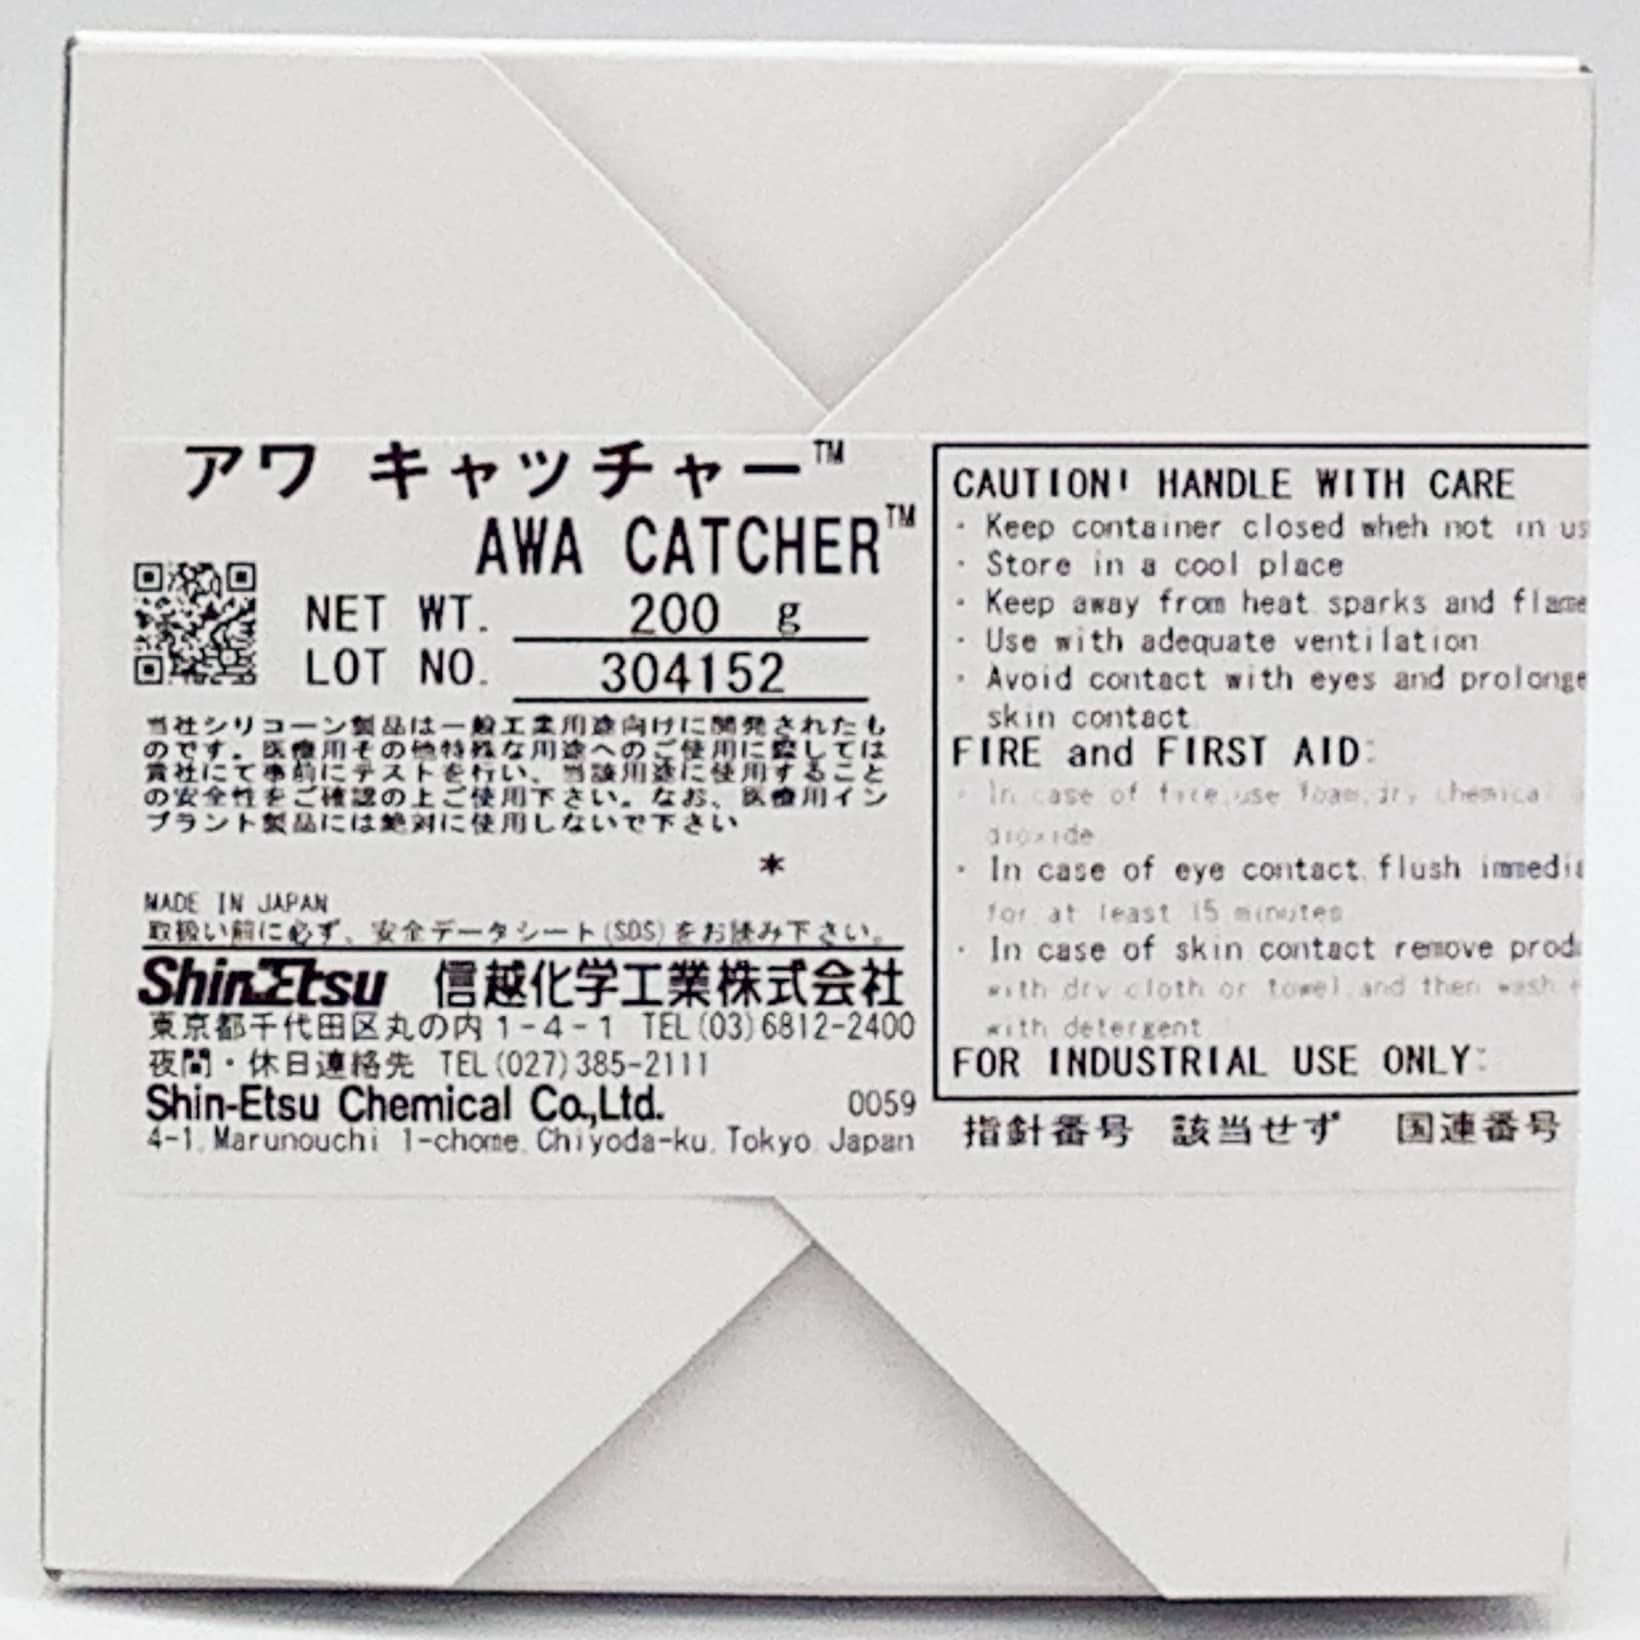 アワ キャッチャー™
AWA CATCHER™
NET WT. 200 g
LOT NO. 304152
当社シリコーン製品は一般工業用途向けに開発されたも
のです。医療用その他特殊な用途へのご使用に際しては
貴社にて事前にテストを行い、当該用途に使用すること
の安全性をご確認の上ご使用下さい。なお、医療用イン
プラント製品には絶対に使用しないで下さい
*
MADE IN JAPAN
取扱い前に必ず、安全データシート(SDS)をお読み下さい。
ShinEtsu 信越化学工業株式会社
東京都千代田区丸の内1-4-1 TEL(03)6812-2400
夜間・休日連絡先 TEL(027)385-2111
Shin-Etsu Chemical Co.,Ltd. 0059
4-1, Marunouchi 1-chome, Chiyoda-ku, Tokyo, Japan
CAUTION! HANDLE WITH CARE
· Keep container closed wheh not in us
· Store in a cool place
· Keep away from heat sparks and flame
· Use with adequate ventilation
· Avoid contact with eyes and prolonge
skin contact
FIRE and FIRST AID:
· In case of fire,use foam,dry chemical
dioxide
· In case of eye contact, flush immedia
for at least 15 minutes
· In case of skin contact remove produ
with dry cloth or towel,and then wash
with detergent
FOR INDUSTRIAL USE ONLY:
指針番号 該当せず 国連番号